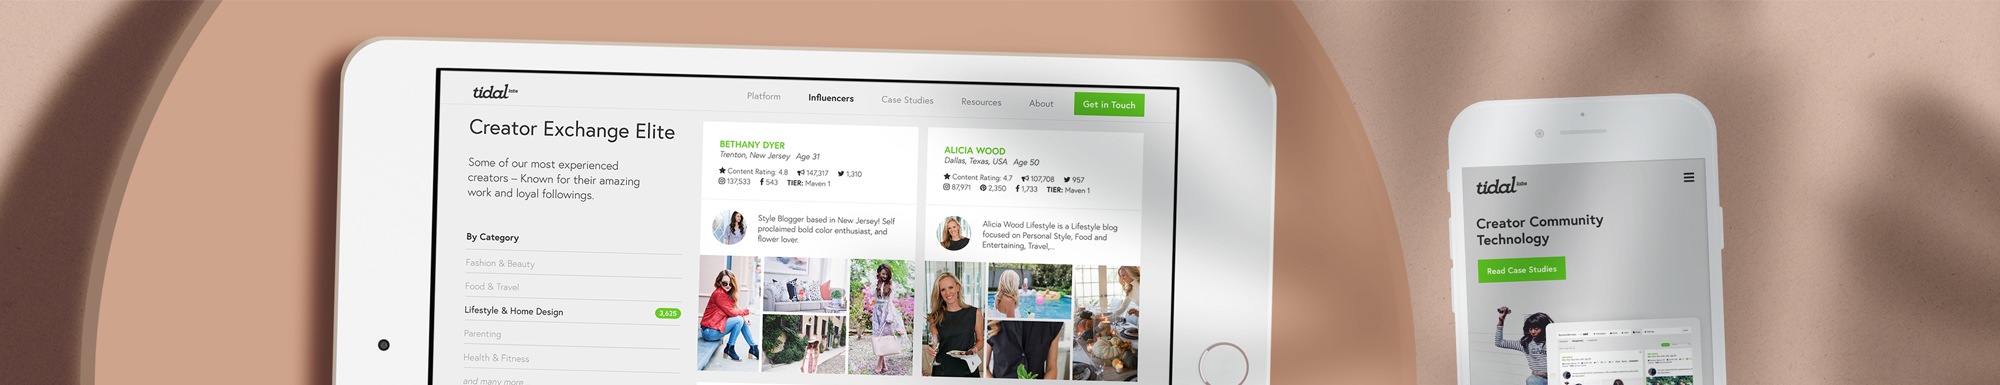 tidal labs
Platform Influencers Case Studies Resources About Get in Touch
Creator Exchange Elite
Some of our most experienced
creators – Known for their amazing
work and loyal followings.
By Category
Fashion & Beauty
Food & Travel
Lifestyle & Home Design 3,625
Parenting
Health & Fitness
and many more
BETHANY DYER
Trenton, New Jersey Age 31
Content Rating: 4.8 147,317 1,310
137,533 543 TIER: Maven 1
Style Blogger based in New Jersey! Self
proclaimed bold color enthusiast, and
flower lover.
ALICIA WOOD
Dallas, Texas, USA Age 50
Content Rating: 4.7 107,708 957
87,971 2,350 1,733 TIER: Maven 1
Alicia Wood Lifestyle is a Lifestyle blog
focused on Personal Style, Food and
Entertaining, Travel,...
tidal labs
Creator Community
Technology
Read Case Studies